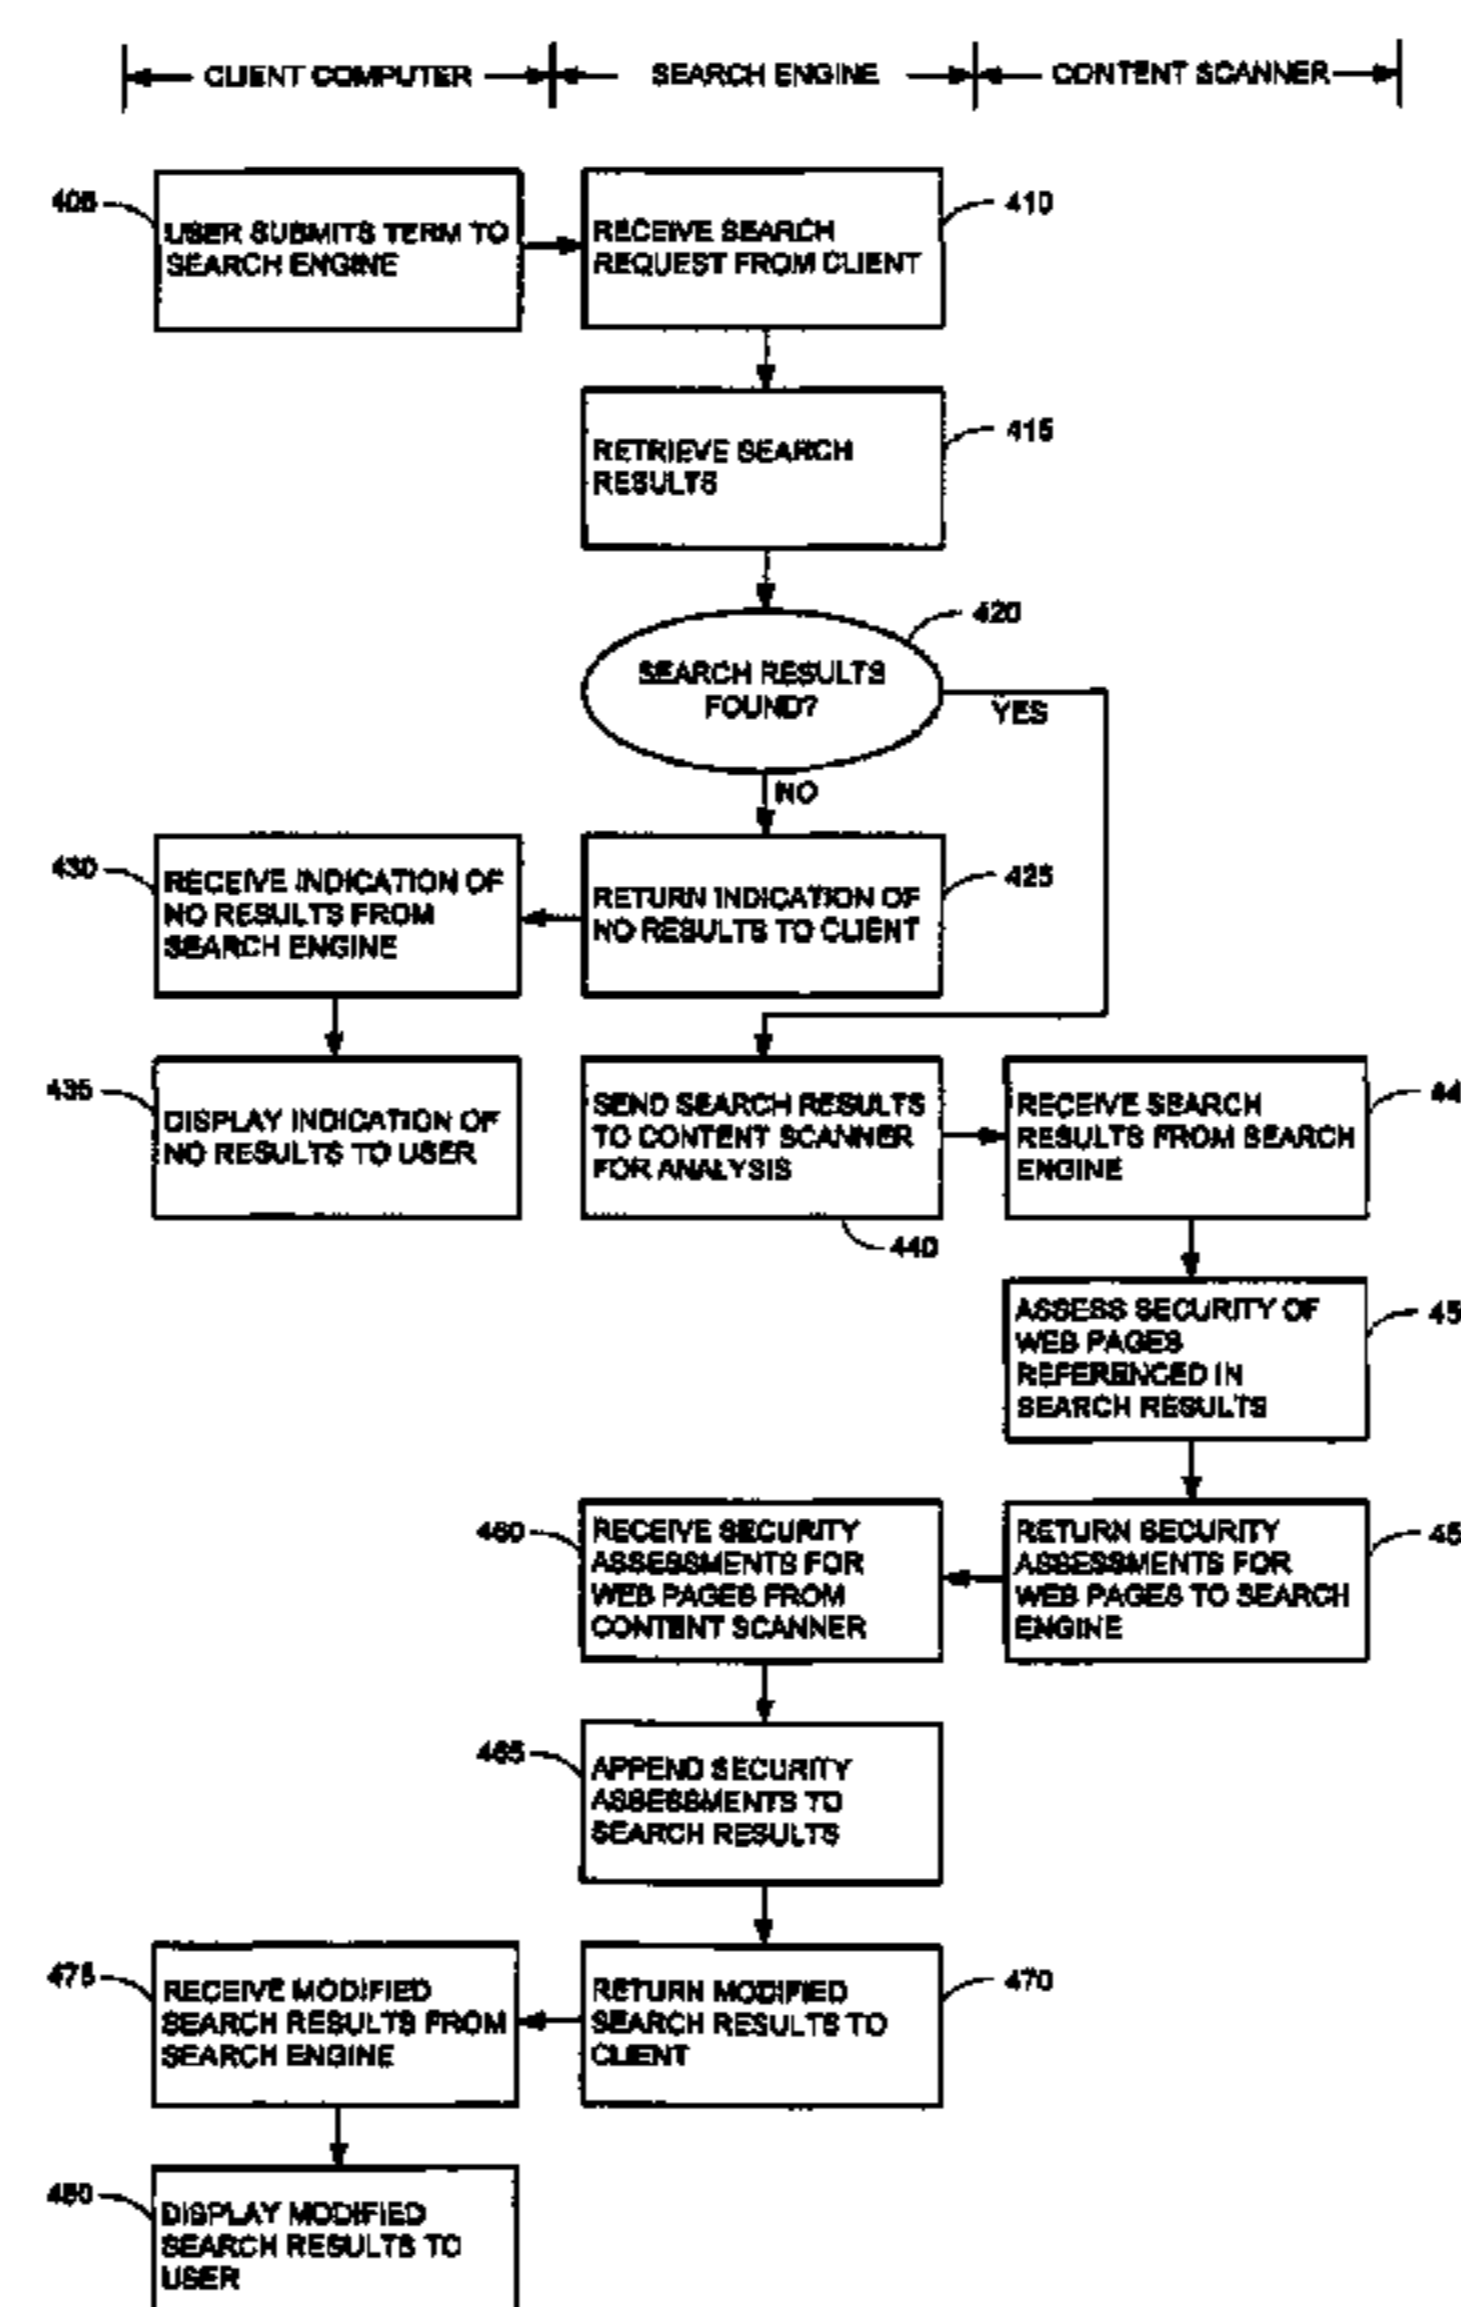 CLIENT COMPUTER SEARCH ENGINE CONTENT SCANNER
405
USER SUBMITS TERM TO
SEARCH ENGINE
RECEIVE SEARCH
REQUEST FROM CLIENT
410
RETRIEVE SEARCH
RESULTS
415
420
SEARCH RESULTS
FOUND?
YES
NO
430
RECEIVE INDICATION OF
NO RESULTS FROM
SEARCH ENGINE
RETURN INDICATION OF
NO RESULTS TO CLIENT
425
435
DISPLAY INDICATION OF
NO RESULTS TO USER
SEND SEARCH RESULTS
TO CONTENT SCANNER
FOR ANALYSIS
440
RECEIVE SEARCH
RESULTS FROM SEARCH
ENGINE
44
ASSESS SECURITY OF
WEB PAGES
REFERENCED IN
SEARCH RESULTS
45
460
RECEIVE SECURITY
ASSESSMENTS FOR
WEB PAGES FROM
CONTENT SCANNER
RETURN SECURITY
ASSESSMENTS FOR
WEB PAGES TO SEARCH
ENGINE
45
465
APPEND SECURITY
ASSESSMENTS TO
SEARCH RESULTS
475
RECEIVE MODIFIED
SEARCH RESULTS FROM
SEARCH ENGINE
RETURN MODIFIED
SEARCH RESULTS TO
CLIENT
470
480
DISPLAY MODIFIED
SEARCH RESULTS TO
USER